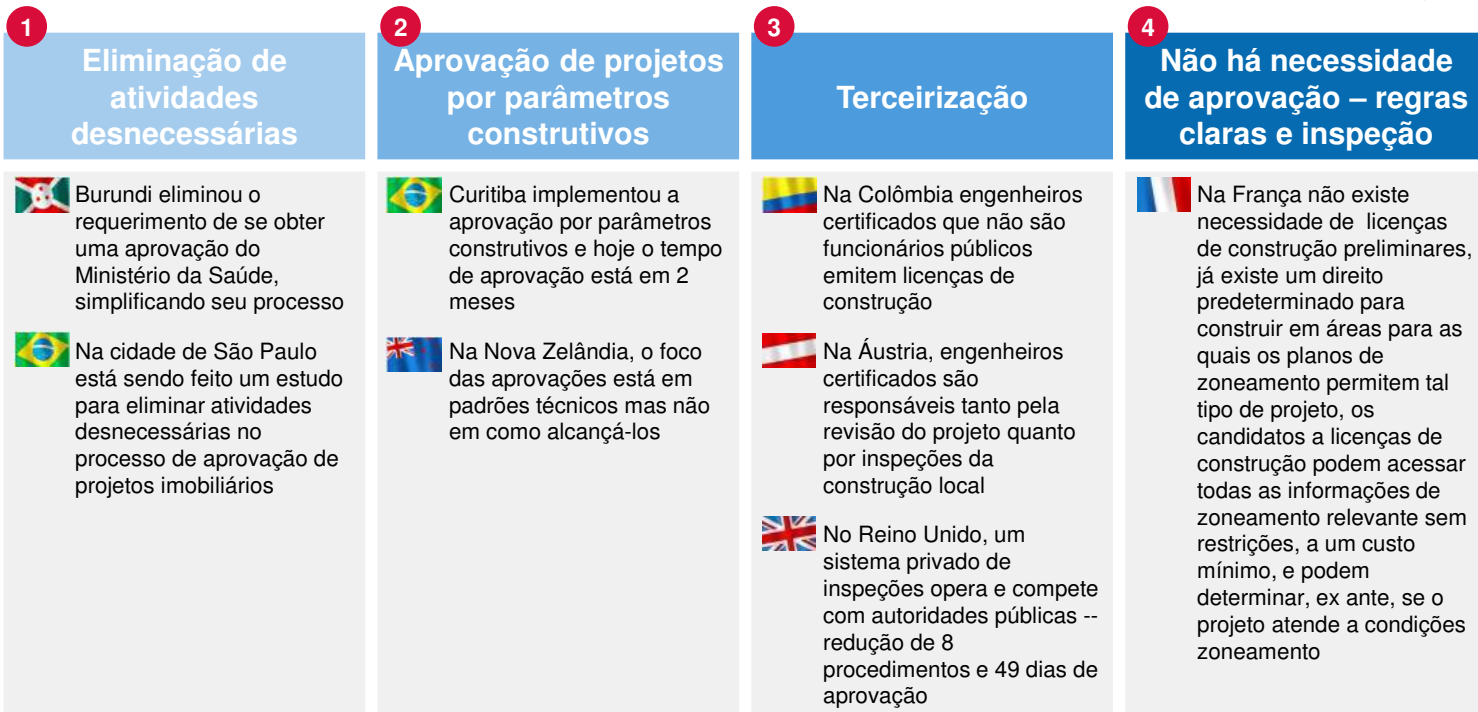 1
Eliminação de
atividades
desnecessárias
Burundi eliminou o
requerimento de se obter
uma aprovação do
Ministério da Saúde,
simplificando seu processo
Na cidade de São Paulo
está sendo feito um estudo
para eliminar atividades
desnecessárias no
processo de aprovação de
projetos imobiliários
2
Aprovação de projetos
por parâmetros
construtivos
Curitiba implementou a
aprovação por parâmetros
construtivos e hoje o tempo
de aprovação está em 2
meses
Na Nova Zelândia, o foco
das aprovações está em
padrões técnicos mas não
em como alcançá-los
3
Terceirização
Na Colômbia engenheiros
certificados que não são
funcionários públicos
emitem licenças de
construção
Na Áustria, engenheiros
certificados são
responsáveis tanto pela
revisão do projeto quanto
por inspeções da
construção local
No Reino Unido, um
sistema privado de
inspeções opera e compete
com autoridades públicas --
redução de 8
procedimentos e 49 dias de
aprovação
4
Não há necessidade
de aprovação – regras
claras e inspeção
Na França não existe
necessidade de licenças
de construção preliminares,
já existe um direito
predeterminado para
construir em áreas para as
quais os planos de
zoneamento permitem tal
tipo de projeto, os
candidatos a licenças de
construção podem acessar
todas as informações de
zoneamento relevante sem
restrições, a um custo
mínimo, e podem
determinar, ex ante, se o
projeto atende a condições
zoneamento